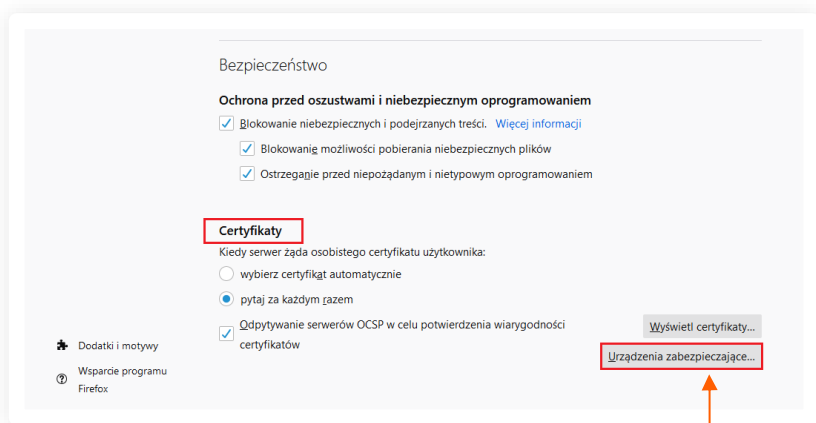 Bezpieczeństwo
Ochrona przed oszustwami i niebezpiecznym oprogramowaniem
Blokowanie niebezpiecznych i podejrzanych treści. Więcej informacji
Blokowanie możliwości pobierania niebezpiecznych plików
Ostrzeganie przed niepożądanym i nietypowym oprogramowaniem
Certyfikaty
Kiedy serwer żąda osobistego certyfikatu użytkownika:
wybierz certyfikat automatycznie
pytaj za każdym razem
Odpytywanie serwerów OCSP w celu potwierdzenia wiarygodności
certyfikatów
Wyświetl certyfikaty...
Urządzenia zabezpieczające...
Dodatki i motywy
Wsparcie programu
Firefox